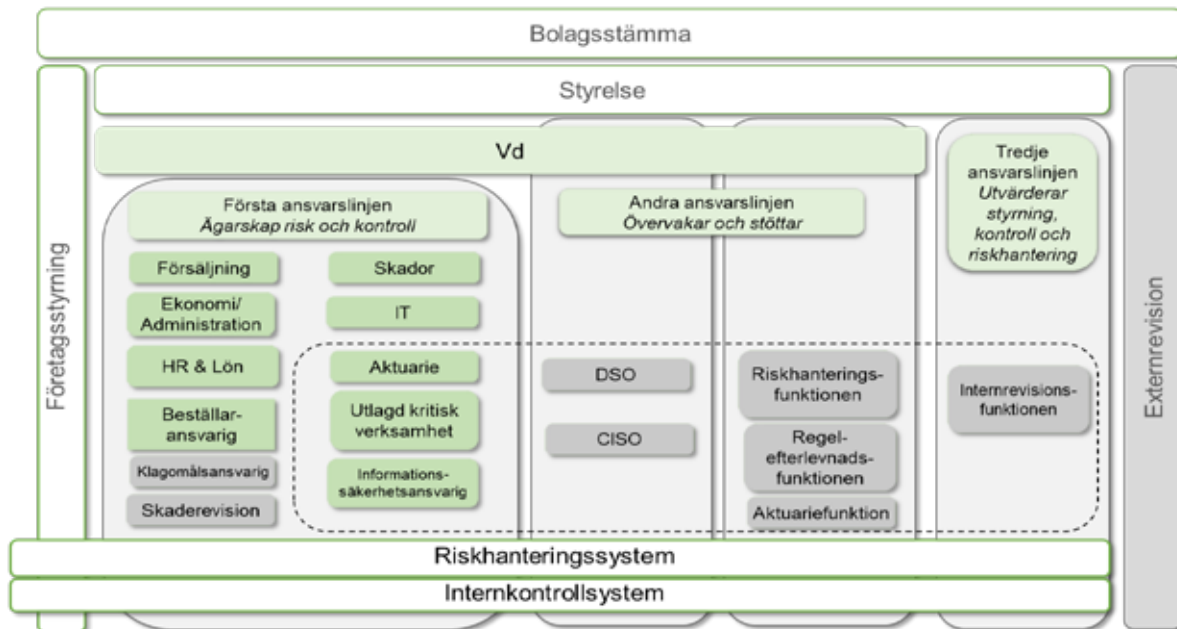 Bolagsstämma
Företagsstyrning
Styrelse
Externrevision
Vd
Första ansvarslinjen
Ägarskap risk och kontroll
Försäljning
Ekonomi/
Administration
HR & Lön
Beställar-
ansvarig
Klagomålsansvarig
Skaderevision
Skador
IT
Aktuarie
Utlagd kritisk
verksamhet
Informations-
säkerhetsansvarig
Andra ansvarslinjen
Övervakar och stöttar
DSO
CISO
Riskhanterings-
funktionen
Regel-
efterlevnads-
funktionen
Aktuariefunktion
Tredje
ansvarslinjen
Utvärderar
styrning,
kontroll och
riskhantering
Internrevisions-
funktionen
Riskhanteringssystem
Internkontrollsystem